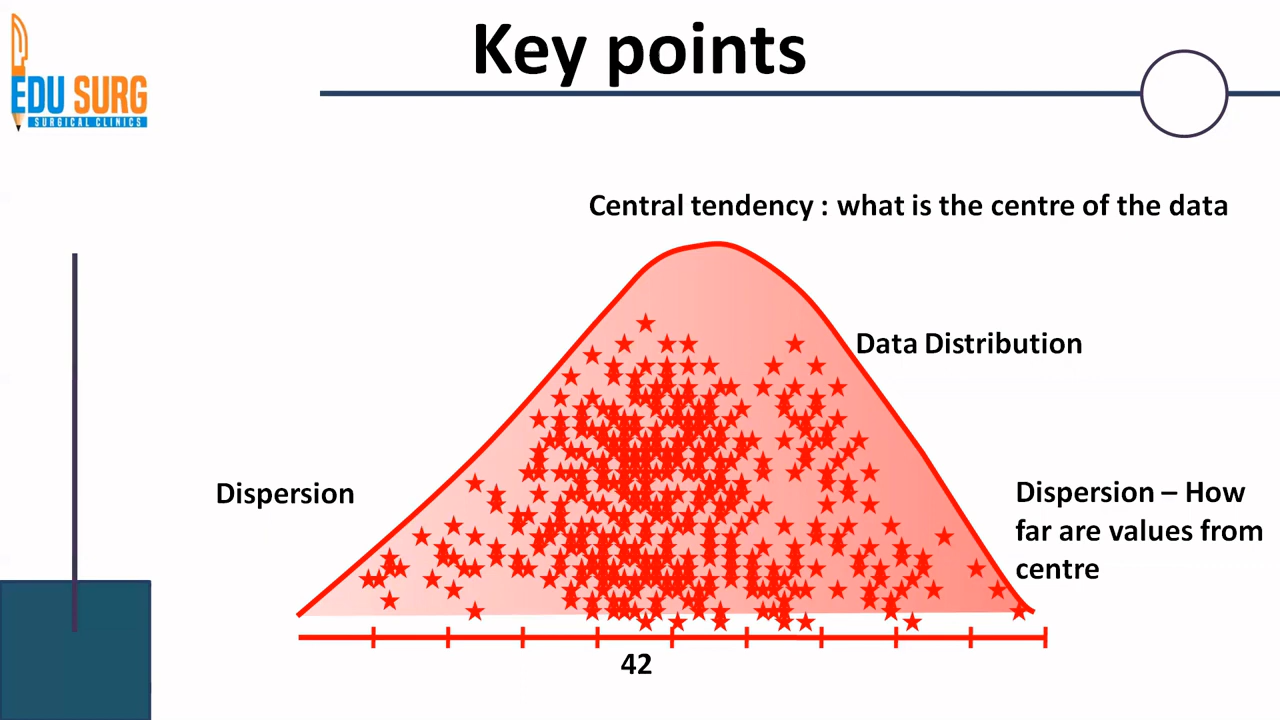 Key points
EDU SURG
SURGICAL CLINICS
Central tendency : what is the centre of the data
Data Distribution
Dispersion
Dispersion – How
far are values from
centre
42